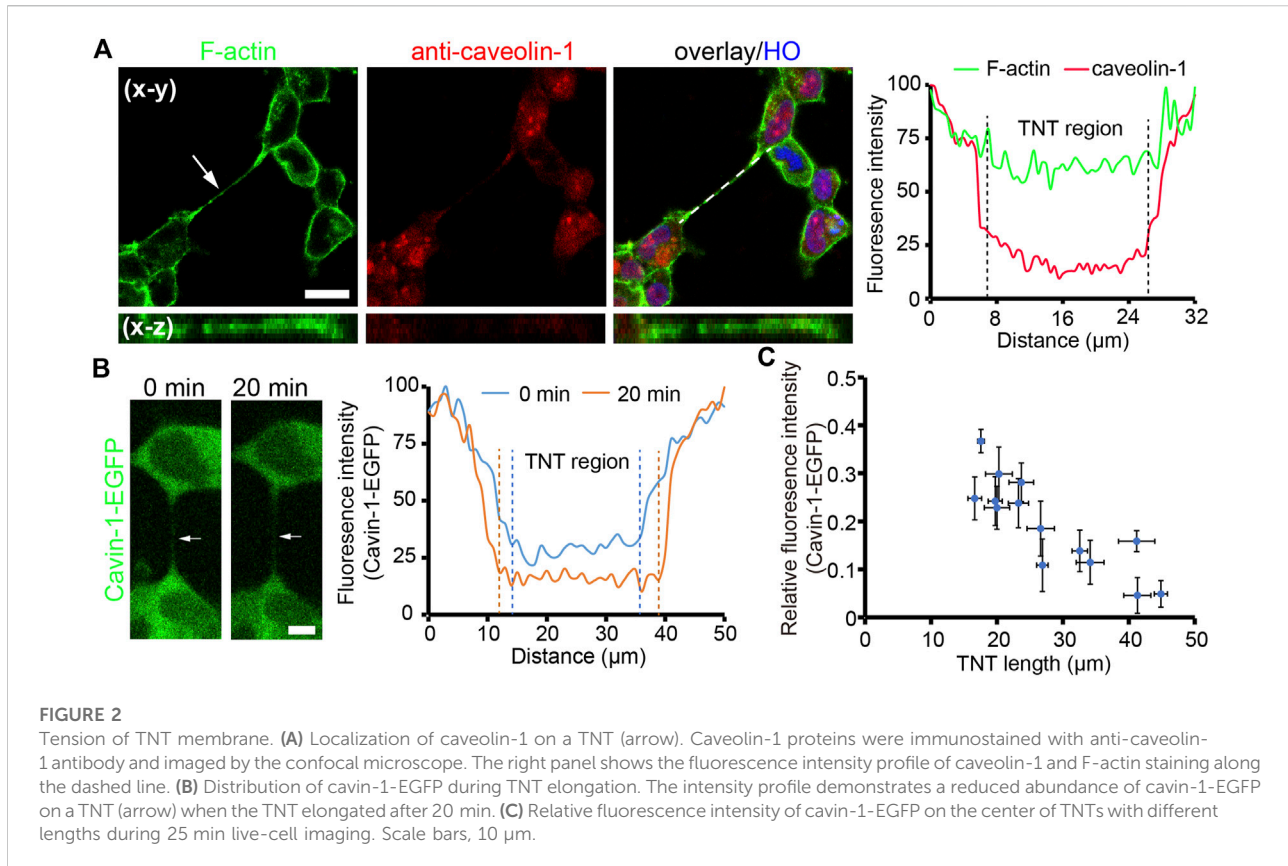 A
F-actin
anti-caveolin-1
overlay/HO
(x-y)
(x-z)
F-actin
caveolin-1
TNT region
Fluorescence intensity
100
75
50
25
0
0
8
16
24
32
Distance (μm)
B
0 min
20 min
Cavin-1-EGFP
0 min
20 min
TNT region
Fluorescence intensity
(Cavin-1-EGFP)
100
75
50
25
0
0
10
20
30
40
50
Distance (μm)
C
Relative fluoresence intensity
(Cavin-1-EGFP)
0.5
0.4
0.3
0.2
0.1
0
0
10
20
30
40
50
TNT length (μm)
FIGURE 2
Tension of TNT membrane. (A) Localization of caveolin-1 on a TNT (arrow). Caveolin-1 proteins were immunostained with anti-caveolin-
1 antibody and imaged by the confocal microscope. The right panel shows the fluorescence intensity profile of caveolin-1 and F-actin staining along
the dashed line. (B) Distribution of cavin-1-EGFP during TNT elongation. The intensity profile demonstrates a reduced abundance of cavin-1-EGFP
on a TNT (arrow) when the TNT elongated after 20 min. (C) Relative fluorescence intensity of cavin-1-EGFP on the center of TNTs with different
lengths during 25 min live-cell imaging. Scale bars, 10 μm.